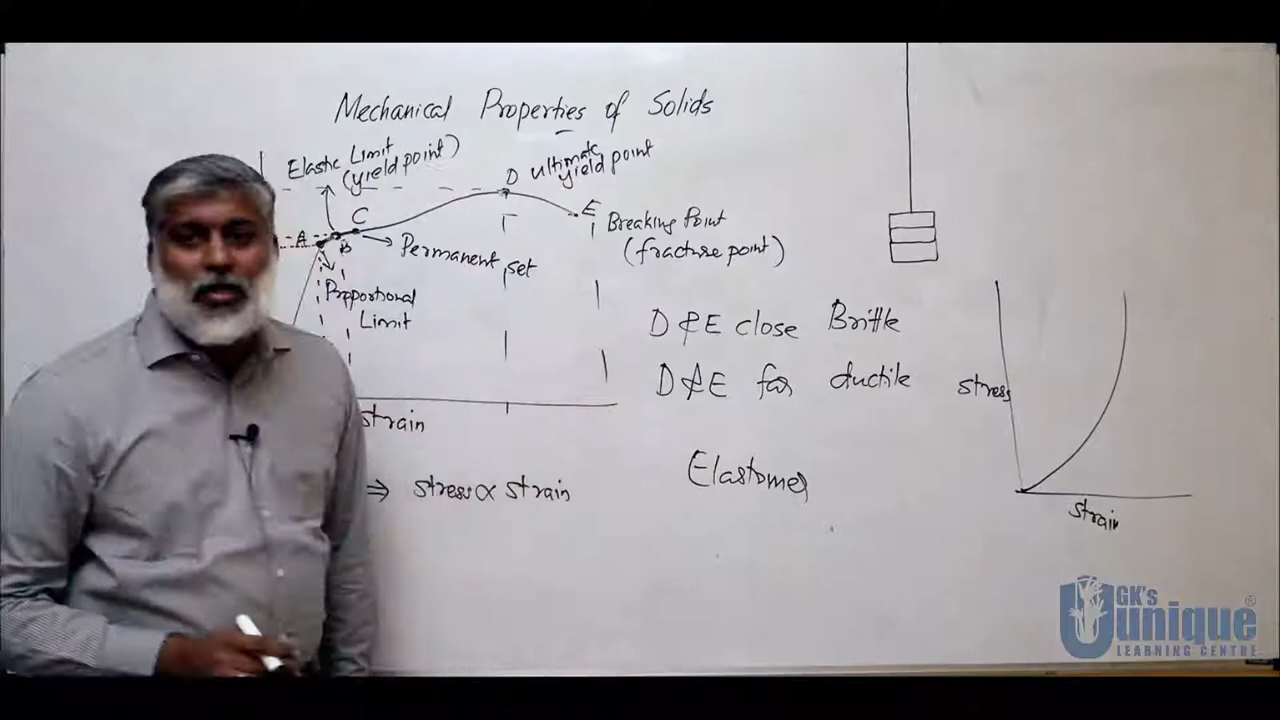 Mechanical Properties of Solids
Elastic Limit
(yield point)
D ultimate
yield point
C
E
A
B
Breaking Point
(fracture point)
Permanent set
Proportional
Limit
D & E close Brittle
D & E far ductile
stress
strain
strain
⇒ stress ∝ strain
Elastomer
GK's
unique®
LEARNING CENTRE